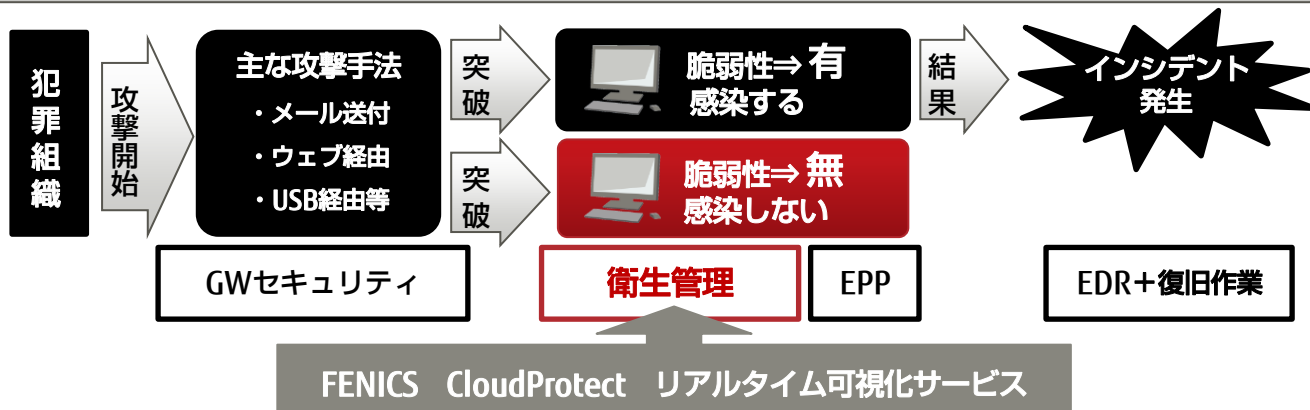 犯罪組織
攻撃開始
主な攻撃手法
・メール送付
・ウェブ経由
・USB経由等
突破
突破
脆弱性⇒有
感染する
脆弱性⇒無
感染しない
結果
インシデント
発生
GWセキュリティ
衛生管理
EPP
EDR＋復旧作業
FENICS　CloudProtect　リアルタイム可視化サービス